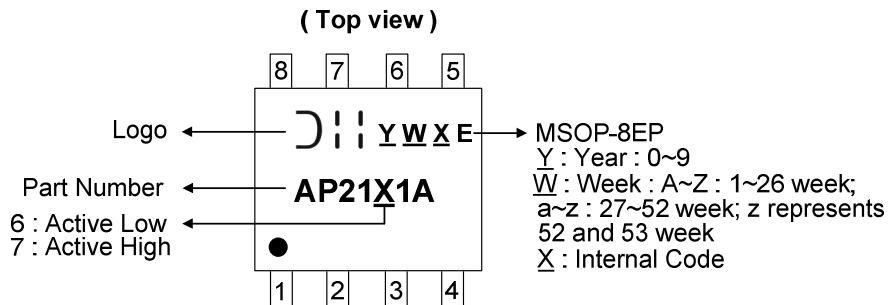 ( Top view )
8 7 6 5
Logo
Y W X E
MSOP-8EP
Y : Year : 0~9
W : Week : A~Z : 1~26 week;
a~z : 27~52 week; z represents
52 and 53 week
X : Internal Code
Part Number
AP21X1A
6 : Active Low
7 : Active High
1 2 3 4